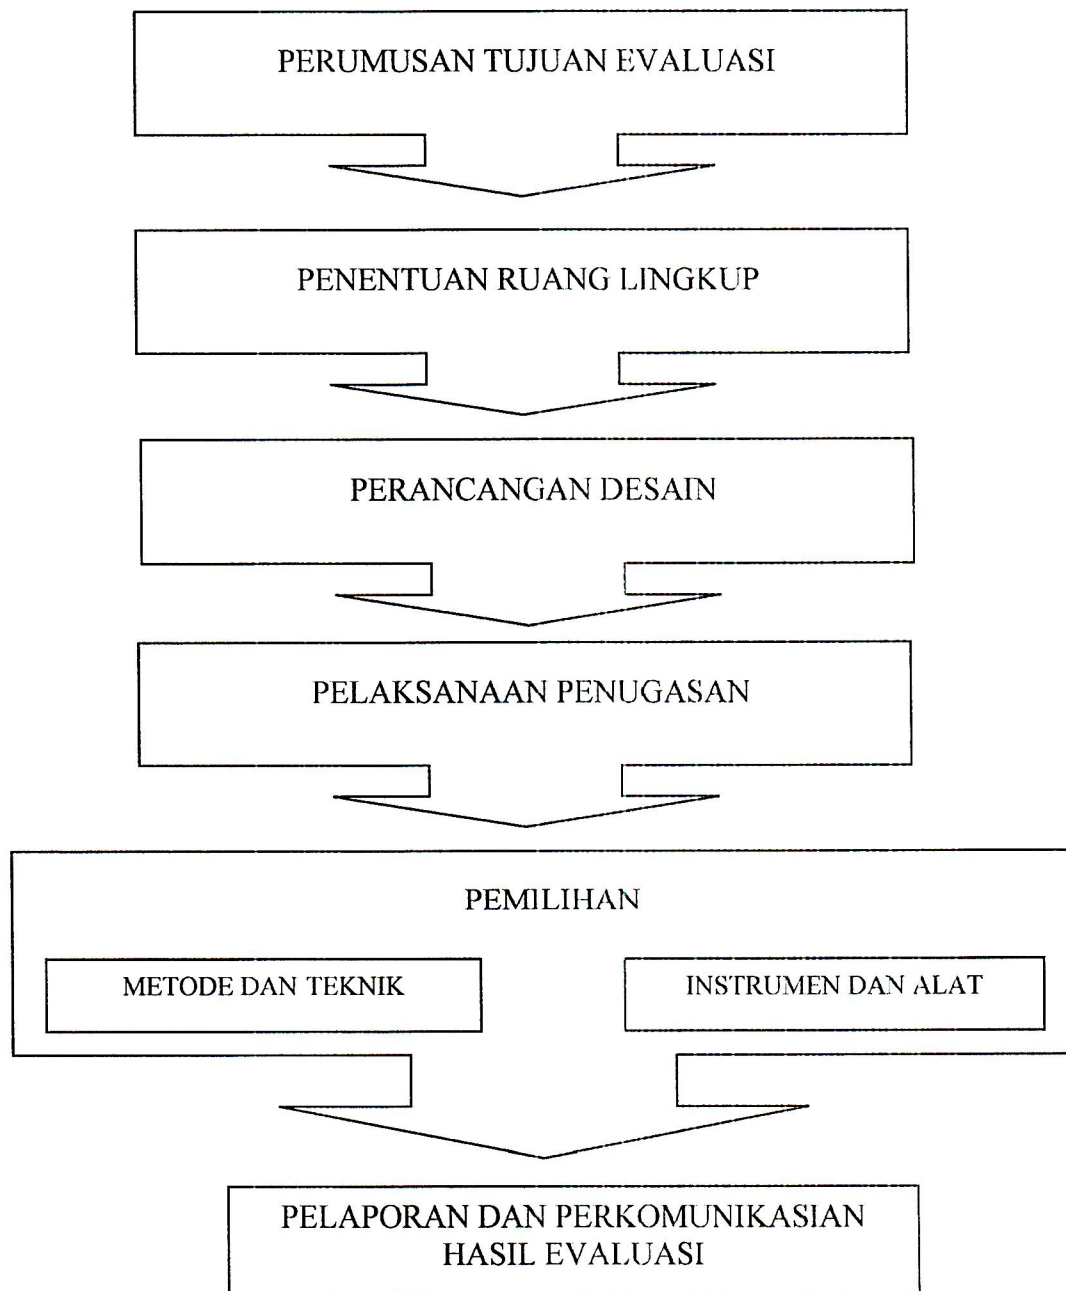 PERUMUSAN TUJUAN EVALUASI
PENENTUAN RUANG LINGKUP
PERANCANGAN DESAIN
PELAKSANAAN PENUGASAN
PEMILIHAN
METODE DAN TEKNIK
INSTRUMEN DAN ALAT
PELAPORAN DAN PERKOMUNIKASIAN
HASIL EVALUASI